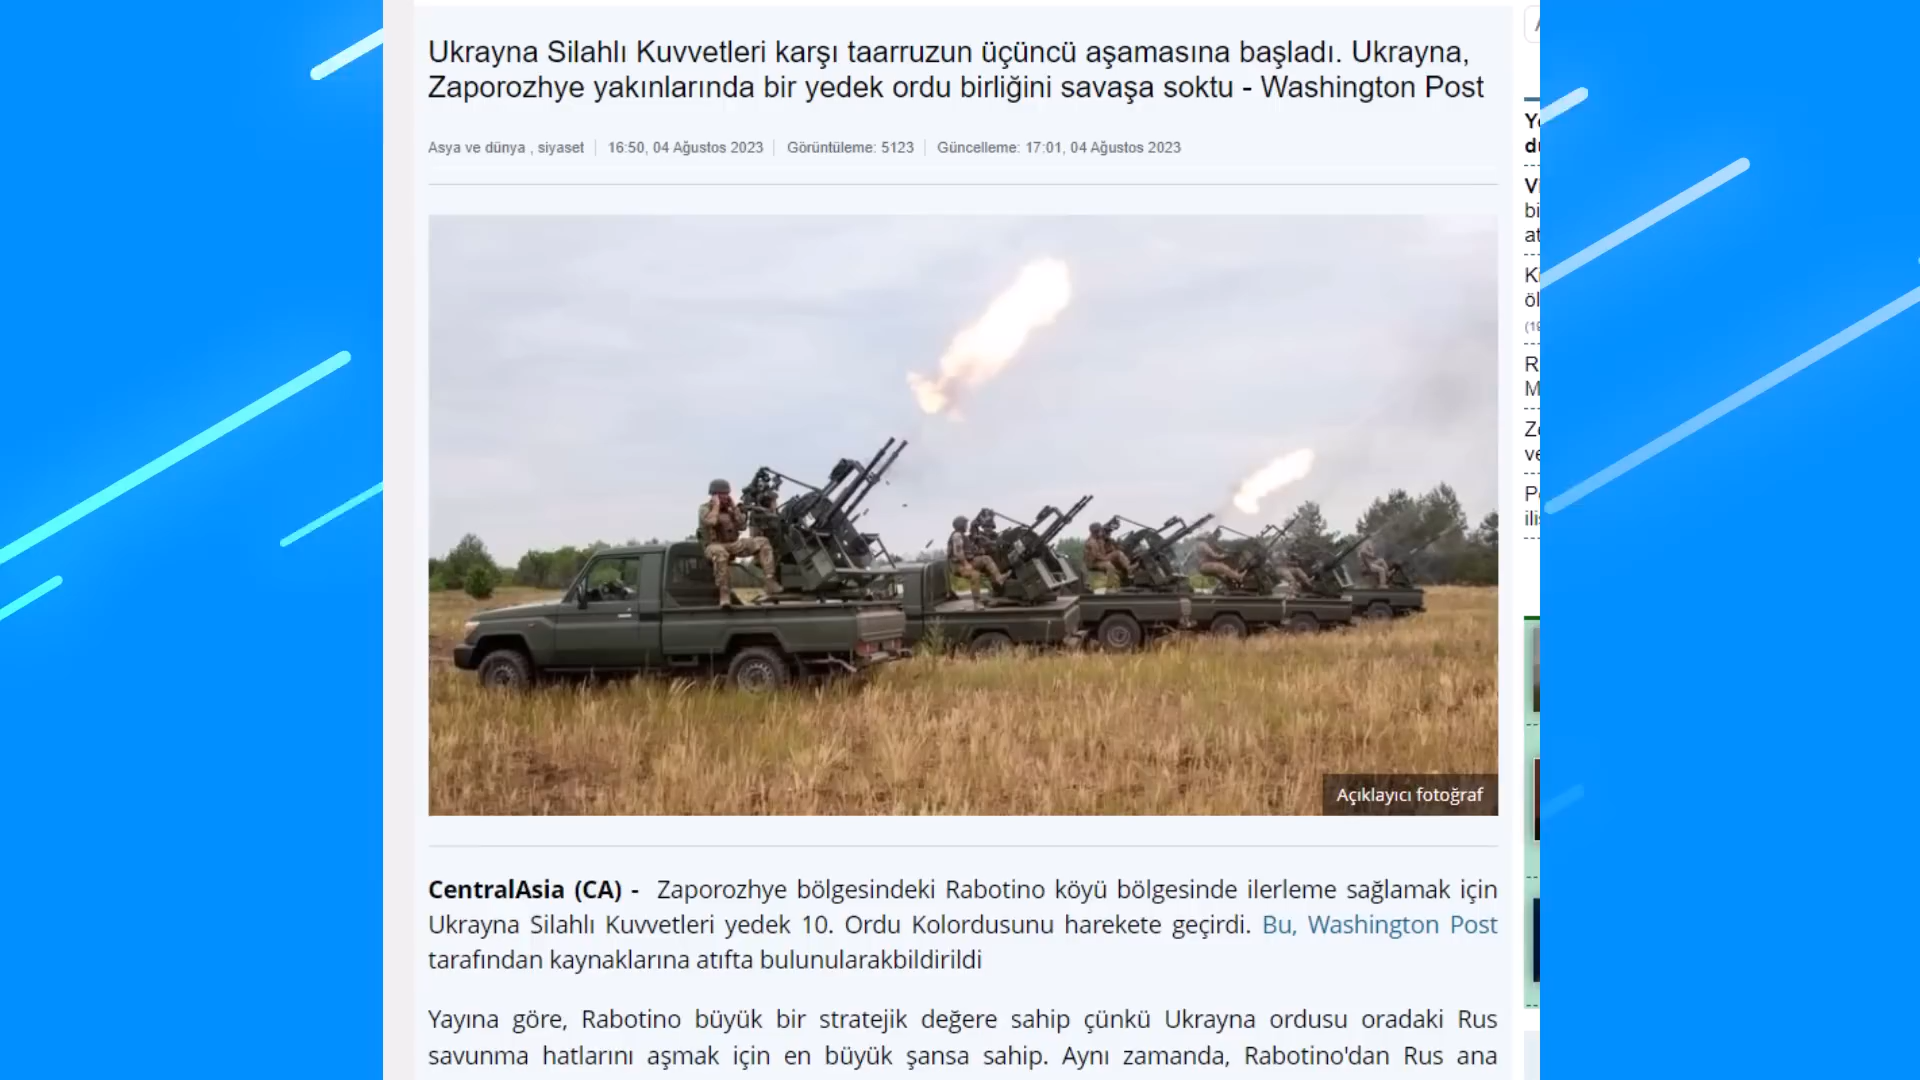 Ukrayna Silahlı Kuvvetleri karşı taarruzun üçüncü aşamasına başladı. Ukrayna,
Zaporozhye yakınlarında bir yedek ordu birliğini savaşa soktu - Washington Post
Asya ve dünya , siyaset
16:50, 04 Ağustos 2023
Görüntüleme: 5123
Güncelleme: 17:01, 04 Ağustos 2023
Açıklayıcı fotoğraf
CentralAsia (CA) - Zaporozhye bölgesindeki Rabotino köyü bölgesinde ilerleme sağlamak için
Ukrayna Silahlı Kuvvetleri yedek 10. Ordu Kolordusunu harekete geçirdi. Bu, Washington Post
tarafından kaynaklarına atıfta bulunularakbildirildi
Yayına göre, Rabotino büyük bir stratejik değere sahip çünkü Ukrayna ordusu oradaki Rus
savunma hatlarını aşmak için en büyük şansa sahip. Aynı zamanda, Rabotino'dan Rus ana